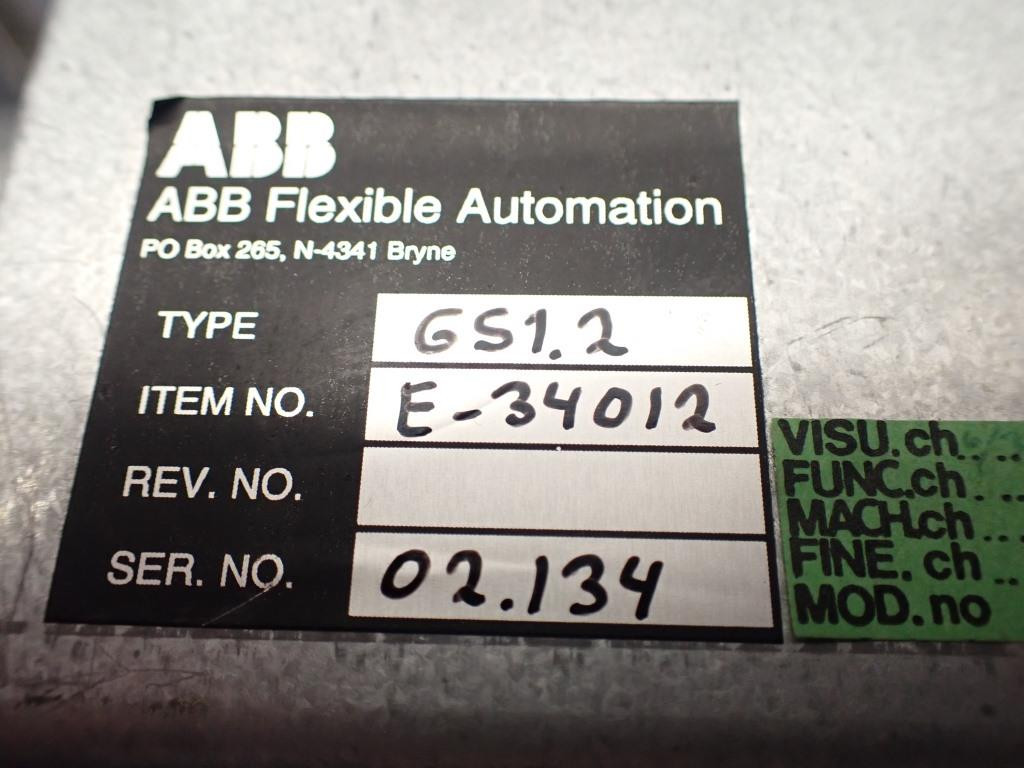 ABB
ABB Flexible Automation
PO Box 265, N-4341 Bryne
TYPE GS1.2
ITEM NO. E-34012
REV. NO.
SER. NO. 02.134
VISU.ch...
FUNC.ch...
MACH.ch...
FINE. ch...
MOD. no